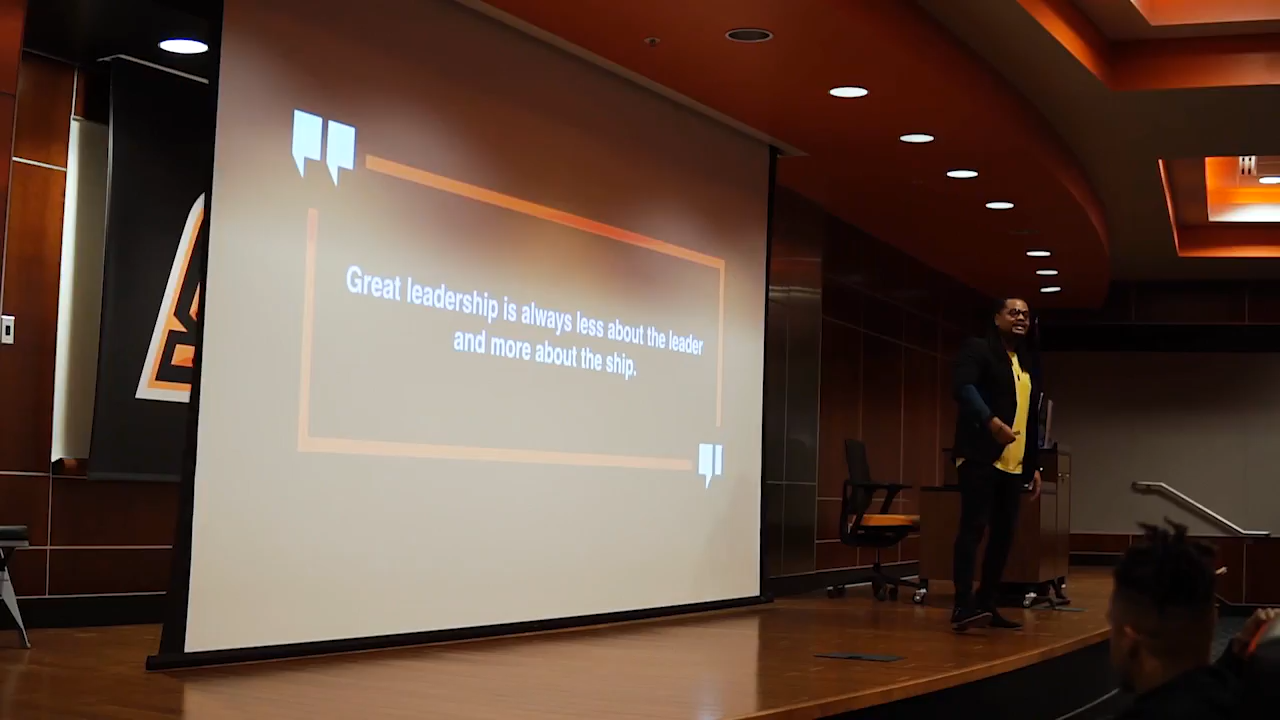 Great leadership is always less about the leader
and more about the ship.